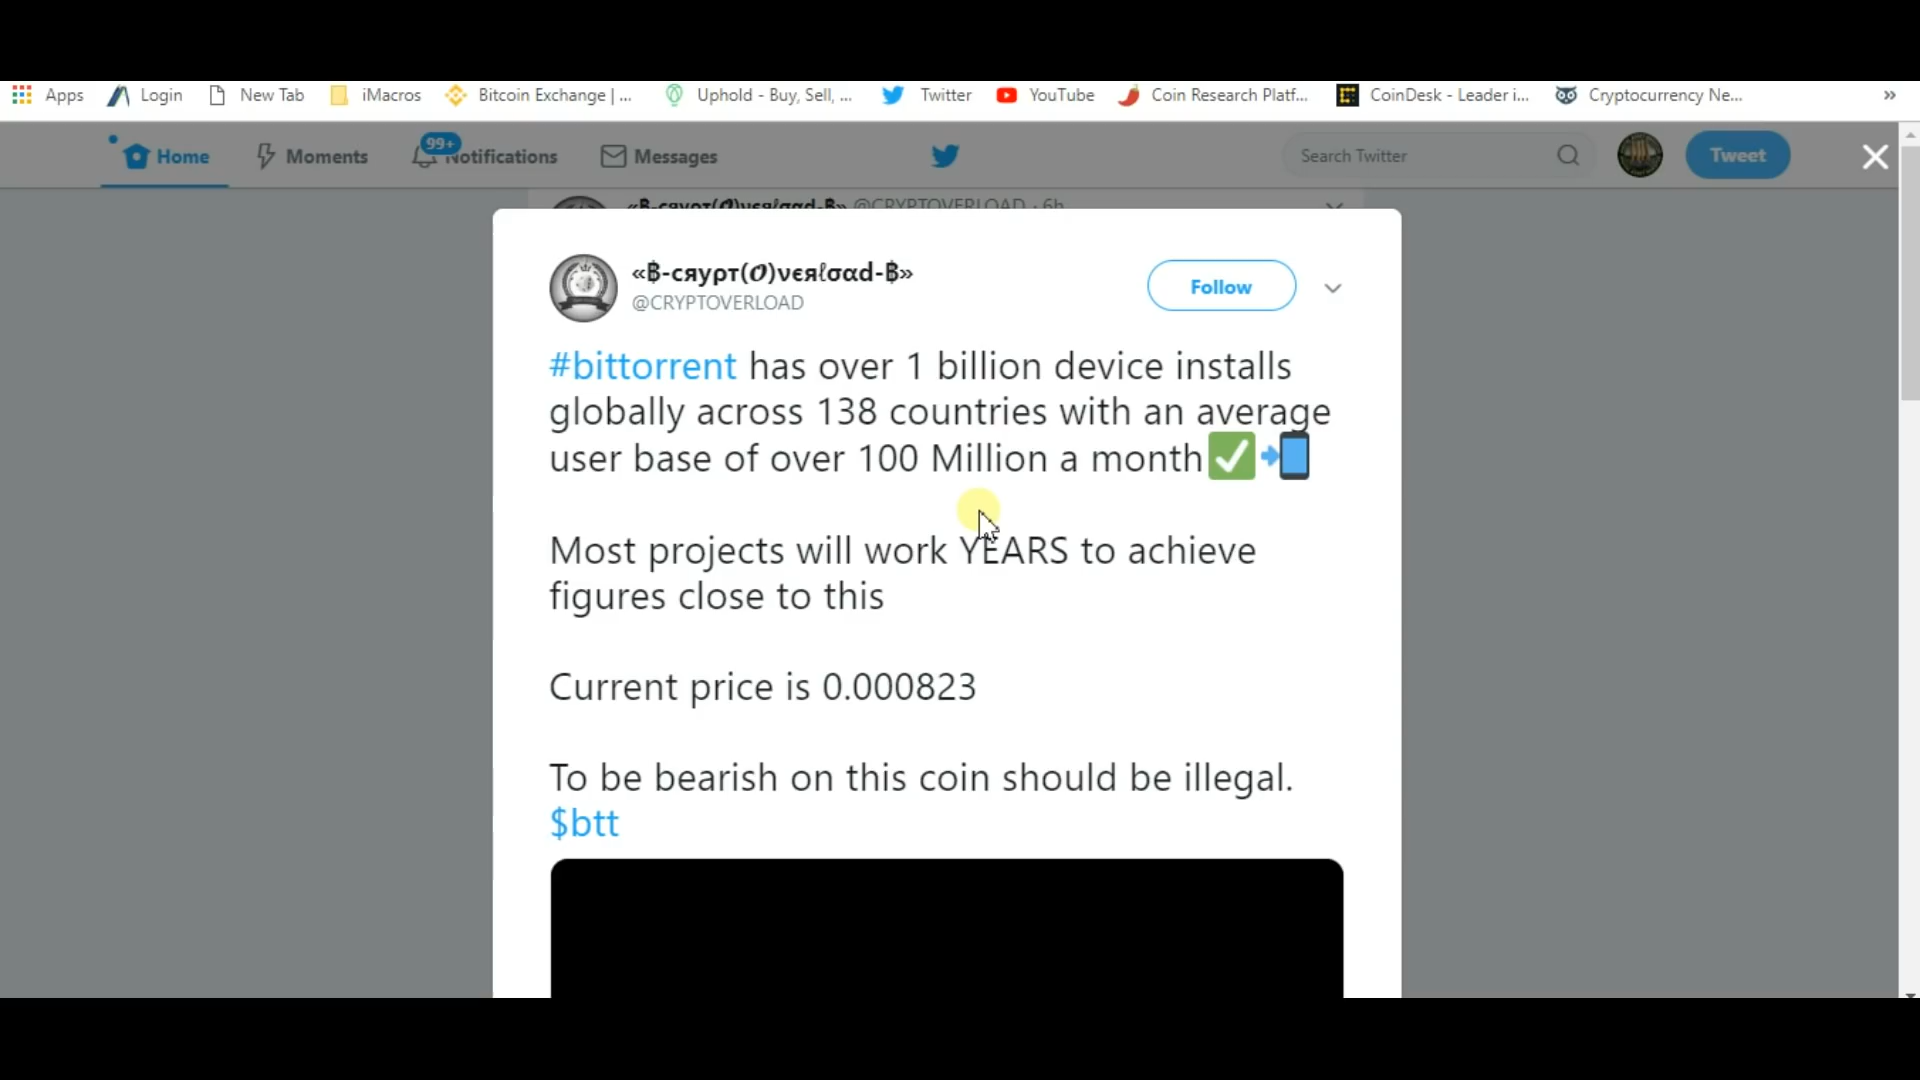 Apps Login New Tab iMacros Bitcoin Exchange | ... Uphold - Buy, Sell, ... Twitter YouTube Coin Research Platf... CoinDesk - Leader i... Cryptocurrency Ne... »
Home Moments 99+ Notifications Messages Search Twitter Tweet
«₿-cяуρт(𝓞)νєяℓσαd-₿» @CRYPTOVERLOAD · 6h
«₿-cяуρт(𝓞)νєяℓσαd-₿»
@CRYPTOVERLOAD
Follow
#bittorrent has over 1 billion device installs
globally across 138 countries with an average
user base of over 100 Million a month✅📲
Most projects will work YEARS to achieve
figures close to this
Current price is 0.000823
To be bearish on this coin should be illegal.
$btt